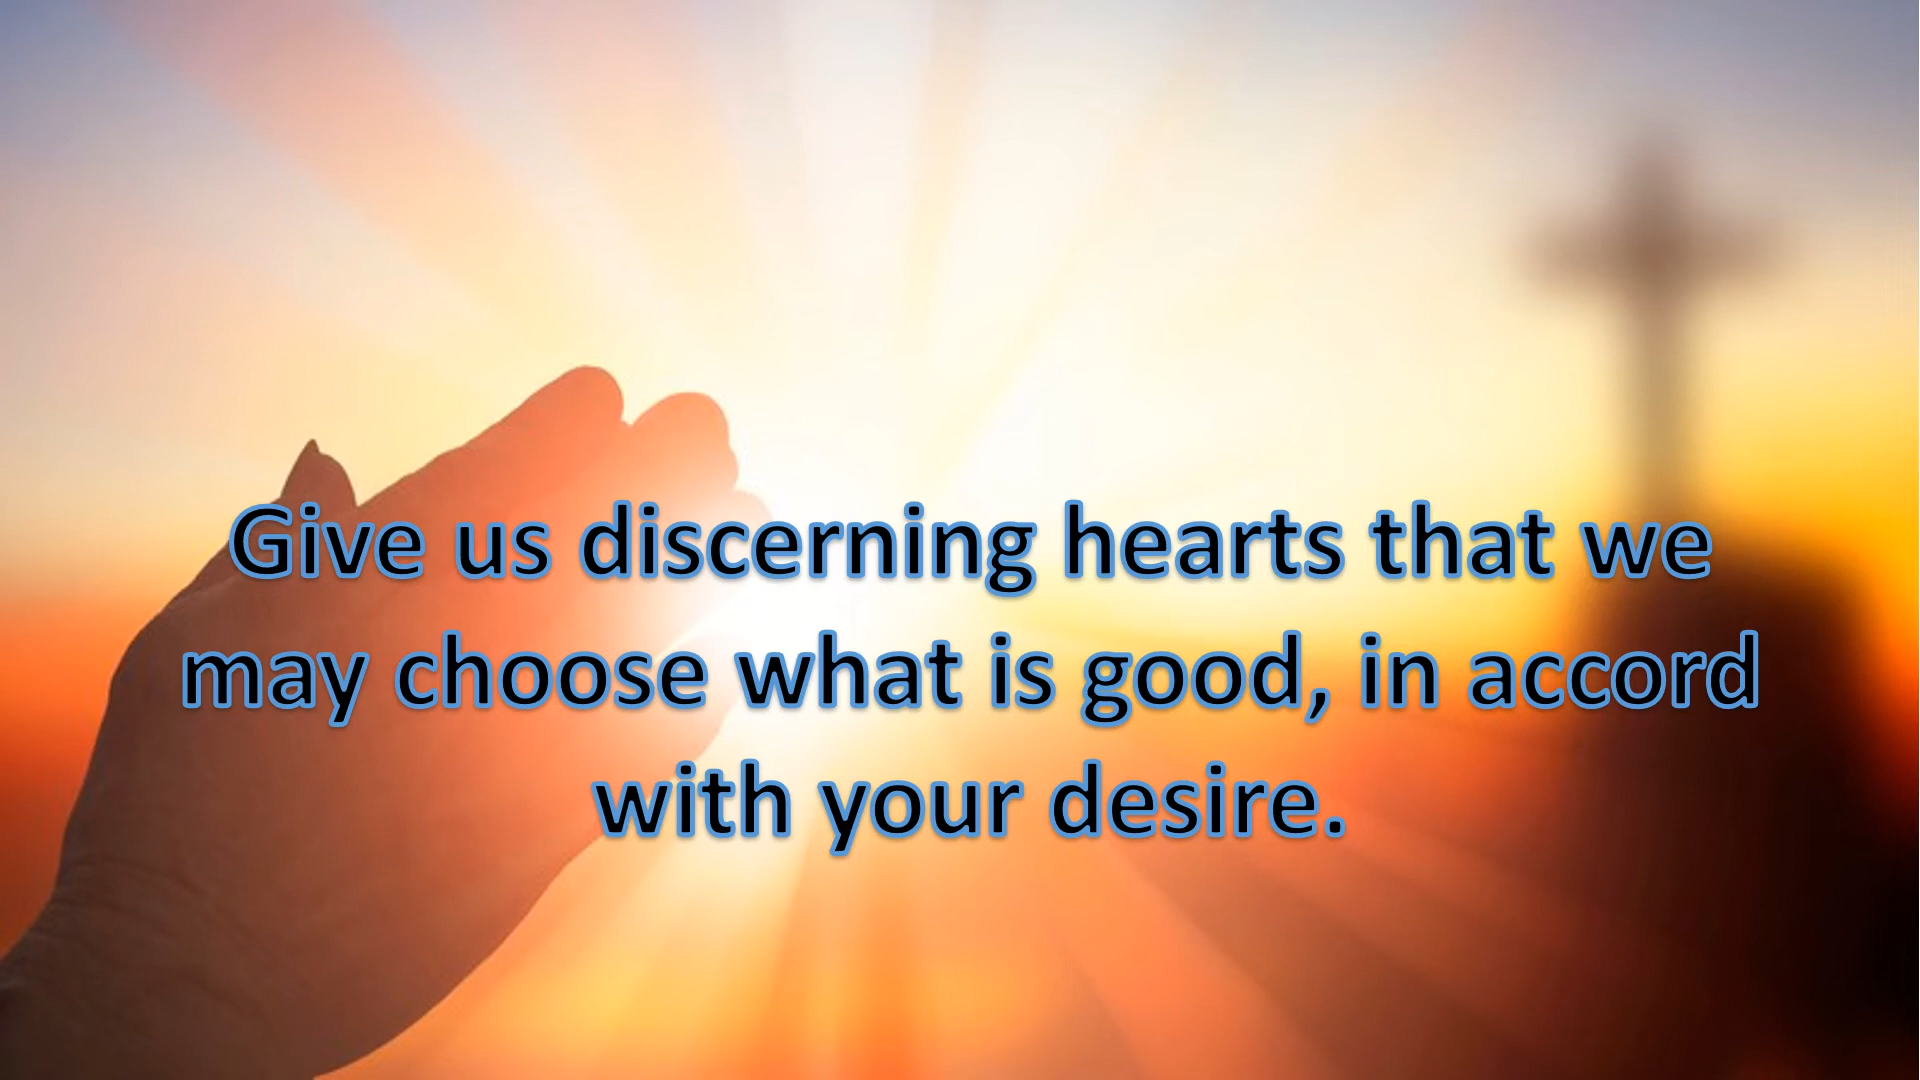 Give us discerning hearts that we
may choose what is good, in accord
with your desire.